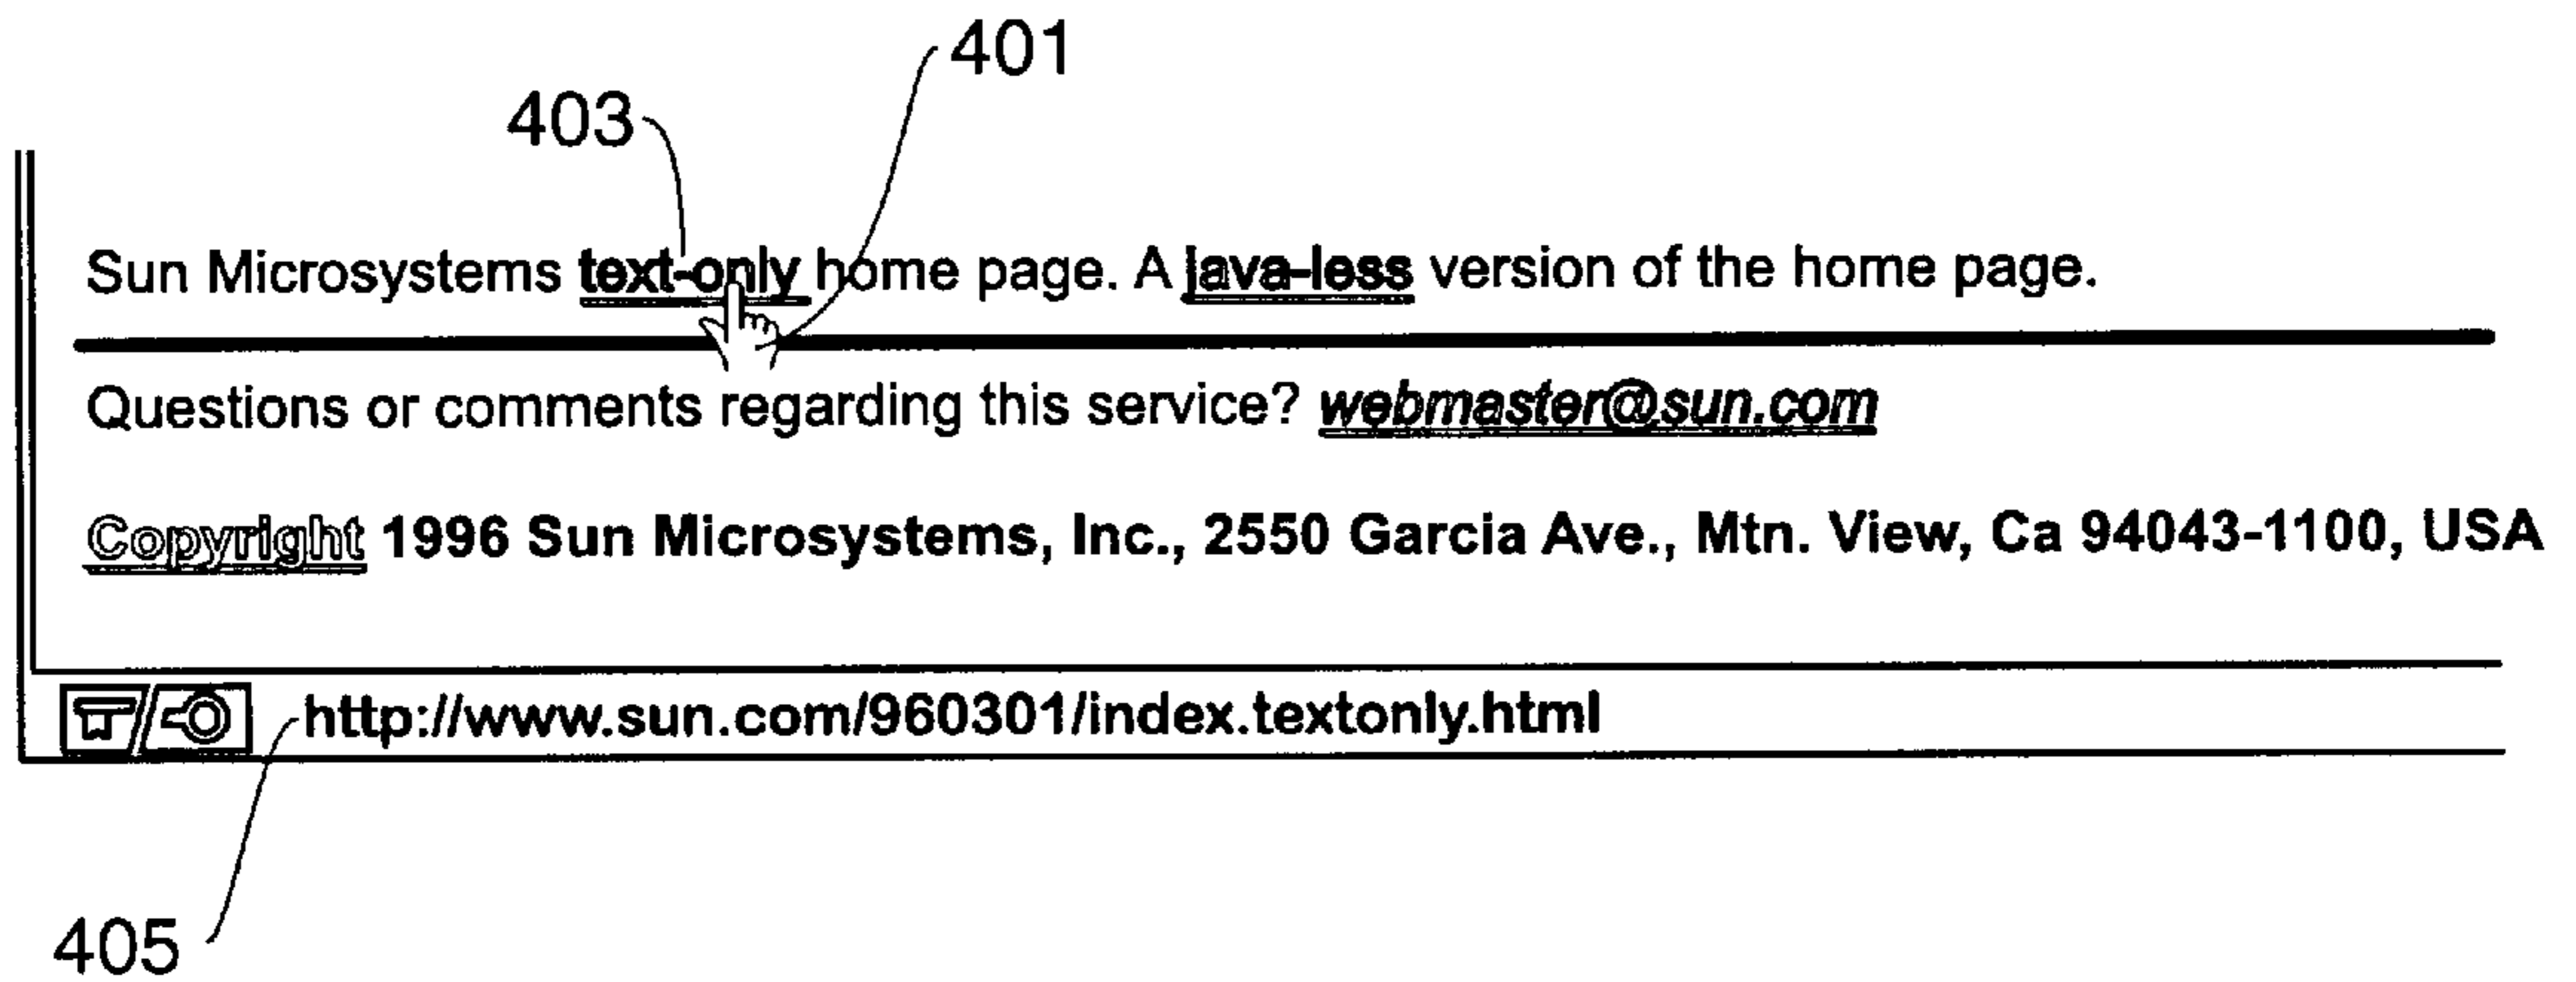 401
403
Sun Microsystems text-only home page. A java-less version of the home page.
Questions or comments regarding this service? webmaster@sun.com
Copyright 1996 Sun Microsystems, Inc., 2550 Garcia Ave., Mtn. View, Ca 94043-1100, USA
http://www.sun.com/960301/index.textonly.html
405